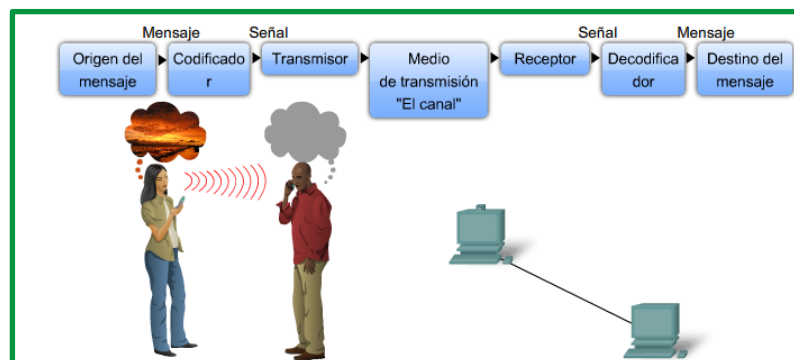 Mensaje Señal Señal Mensaje
Origen del
mensaje
Codificado
r
Transmisor
Medio
de transmisión
"El canal"
Receptor
Decodifica
dor
Destino del
mensaje